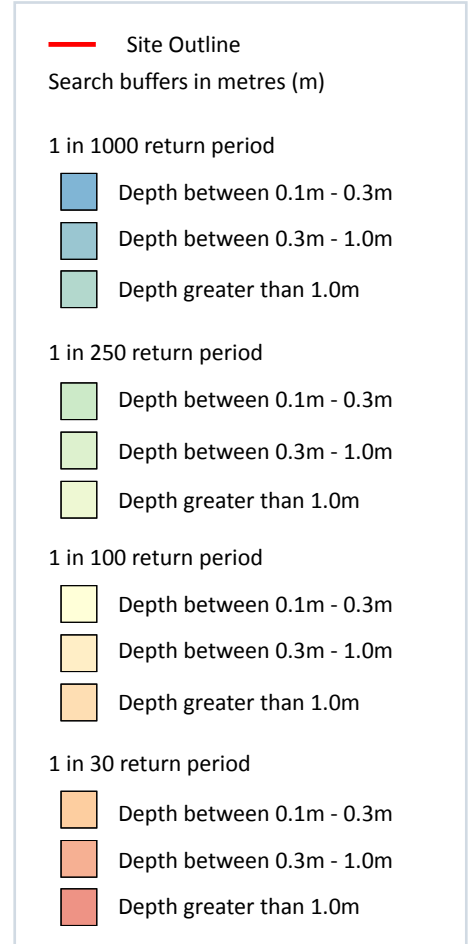 Site Outline
Search buffers in metres (m)
1 in 1000 return period
Depth between 0.1m - 0.3m
Depth between 0.3m - 1.0m
Depth greater than 1.0m
1 in 250 return period
Depth between 0.1m - 0.3m
Depth between 0.3m - 1.0m
Depth greater than 1.0m
1 in 100 return period
Depth between 0.1m - 0.3m
Depth between 0.3m - 1.0m
Depth greater than 1.0m
1 in 30 return period
Depth between 0.1m - 0.3m
Depth between 0.3m - 1.0m
Depth greater than 1.0m